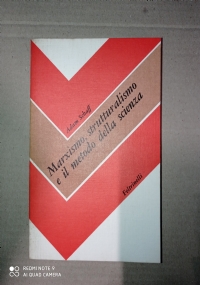 Adam Schaff
Marxismo, strutturalismo
e il metodo della scienza
Feltrinelli
REDMI NOTE 9
AI QUAD CAMERA